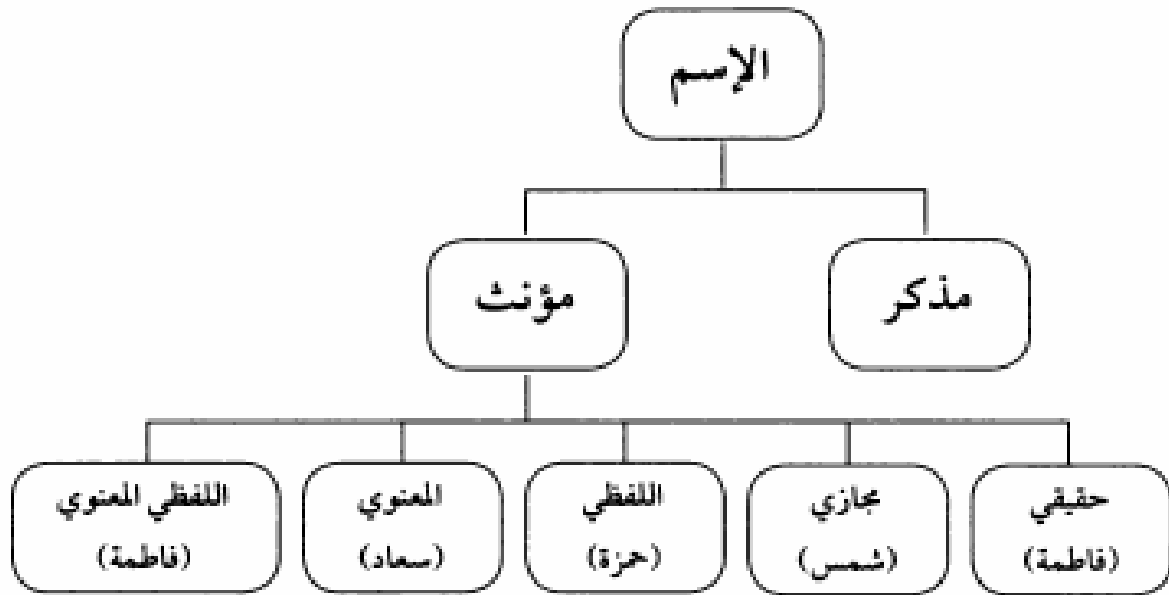 الإسم
مذكر
مؤنث
حقيقي
(فاطمة)
مجازي
(شمس)
اللفظي
(حمزة)
المعنوي
(سعاد)
اللفظي المعنوي
(فاطمة)